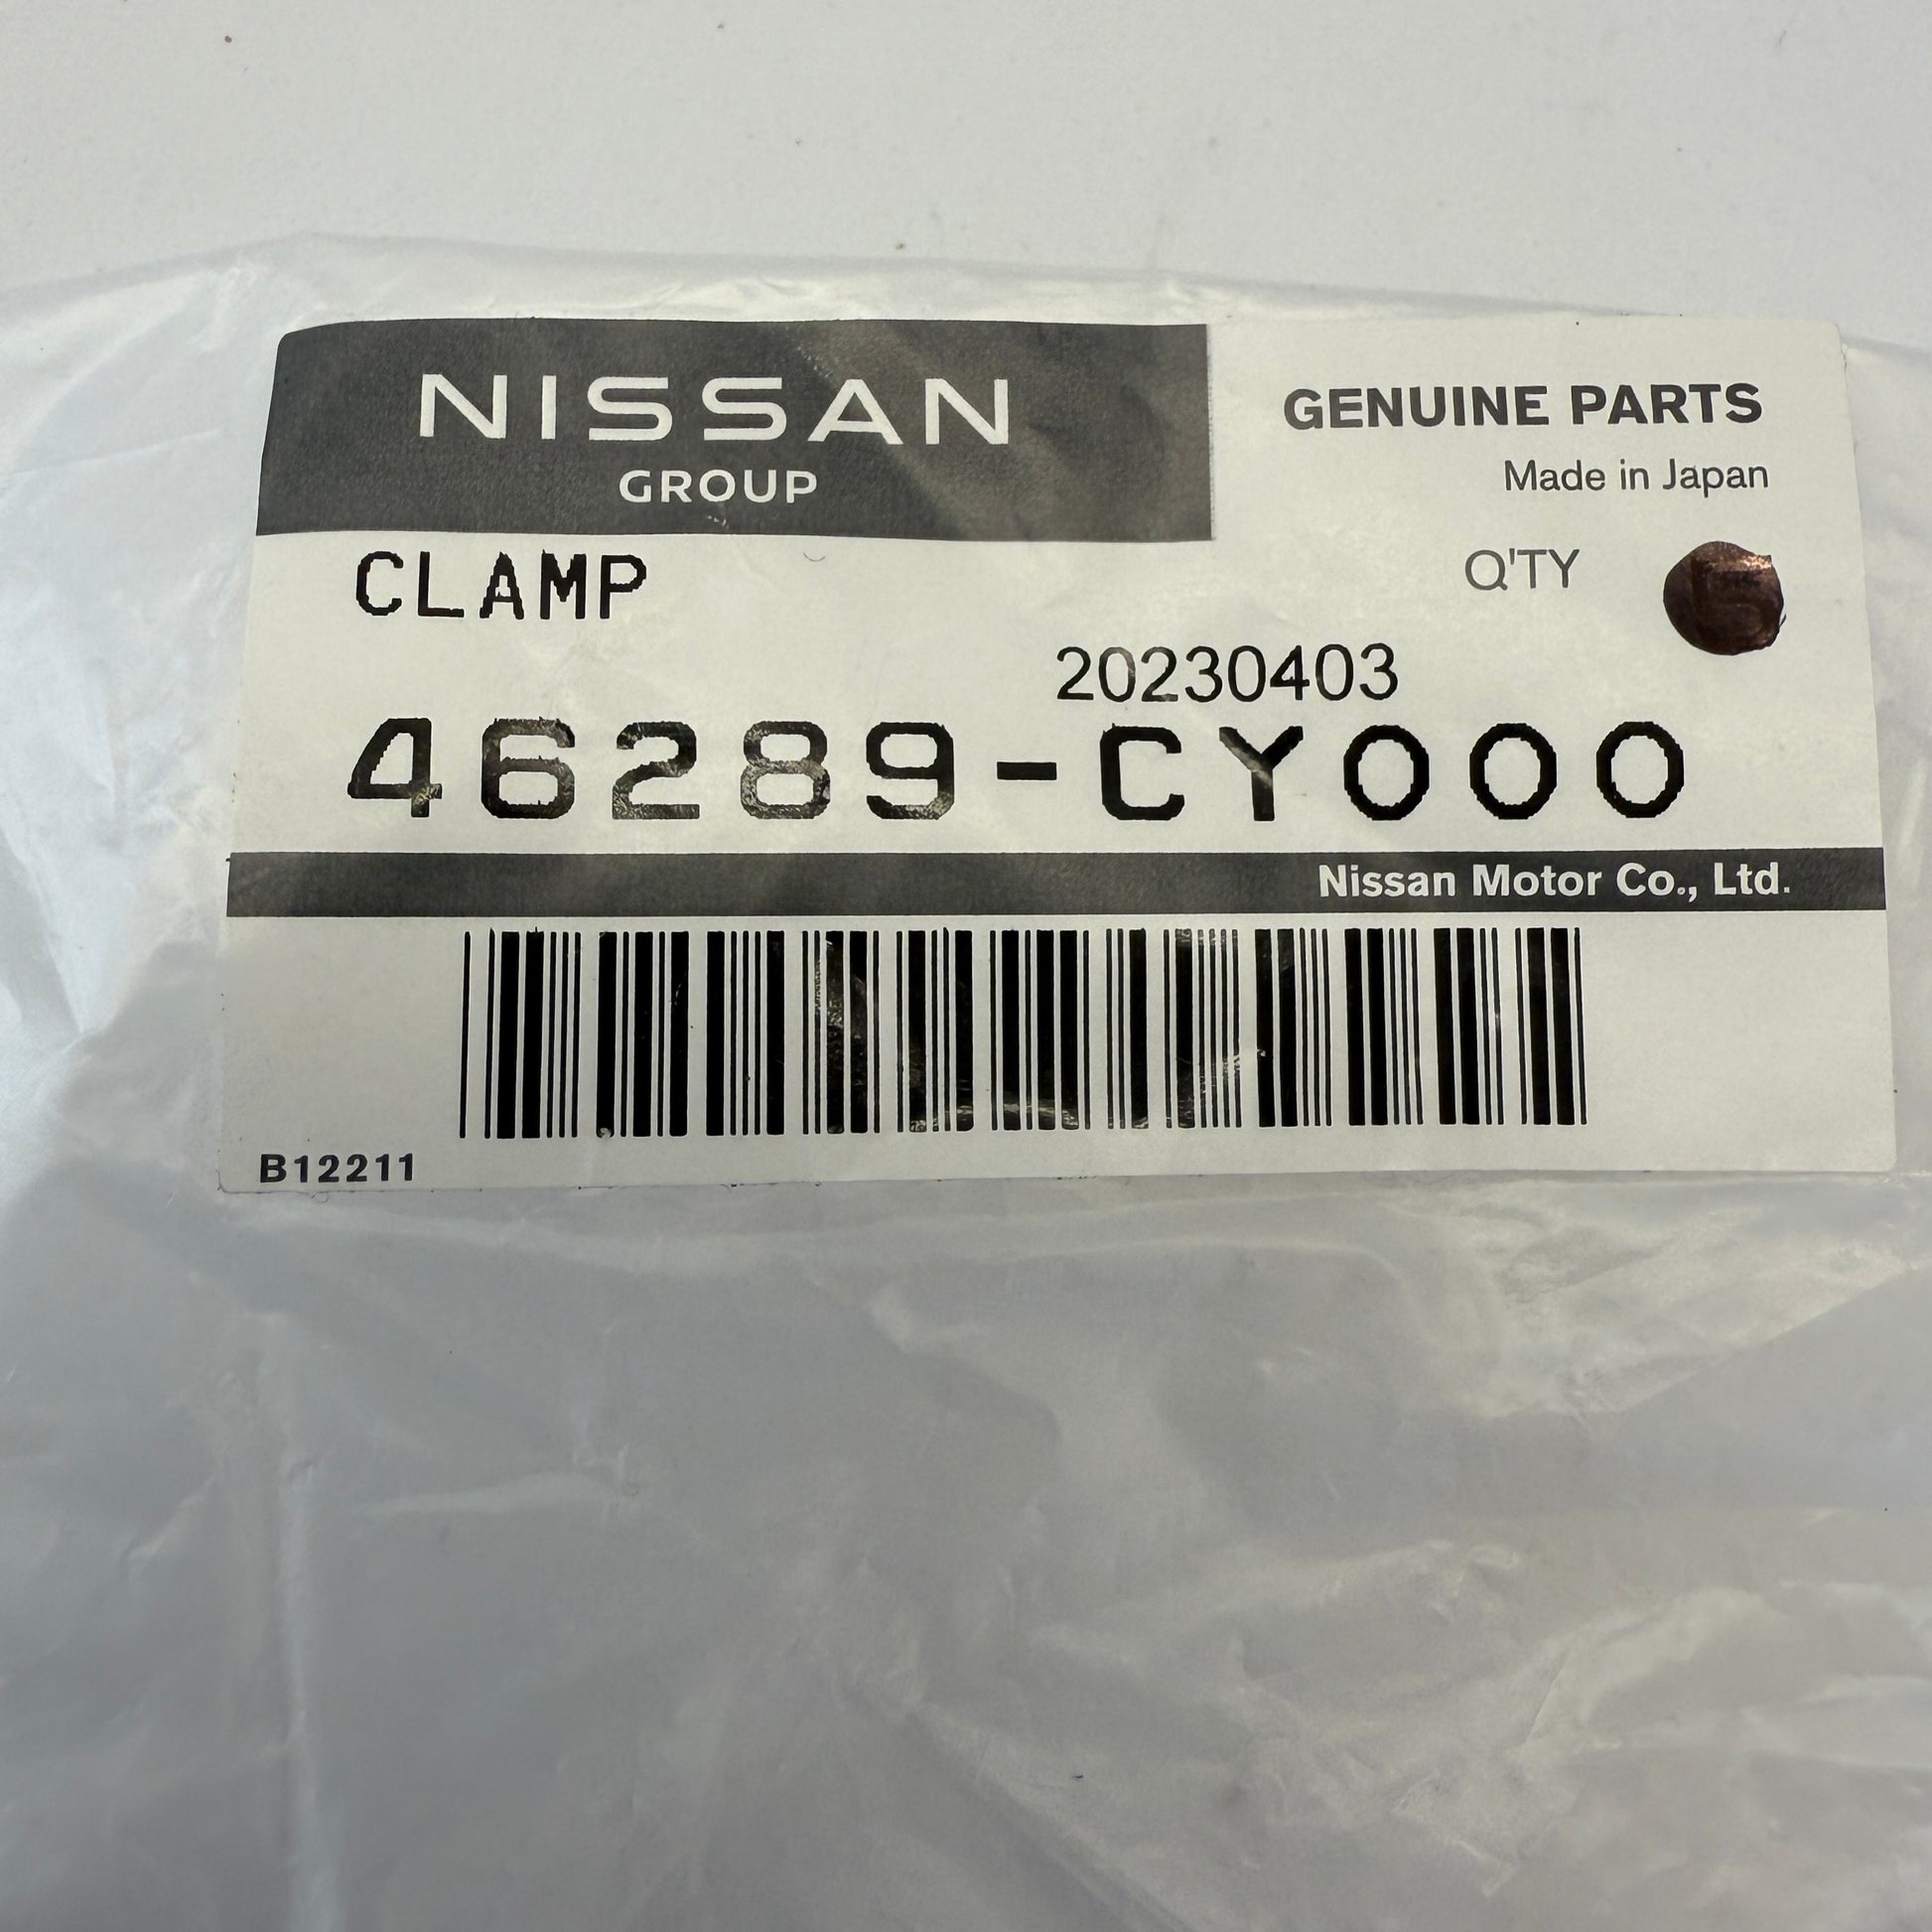 NISSAN
GROUP
GENUINE PARTS
Made in Japan
CLAMP
Q'TY
20230403
46289-CY000
Nissan Motor Co., Ltd.
B12211